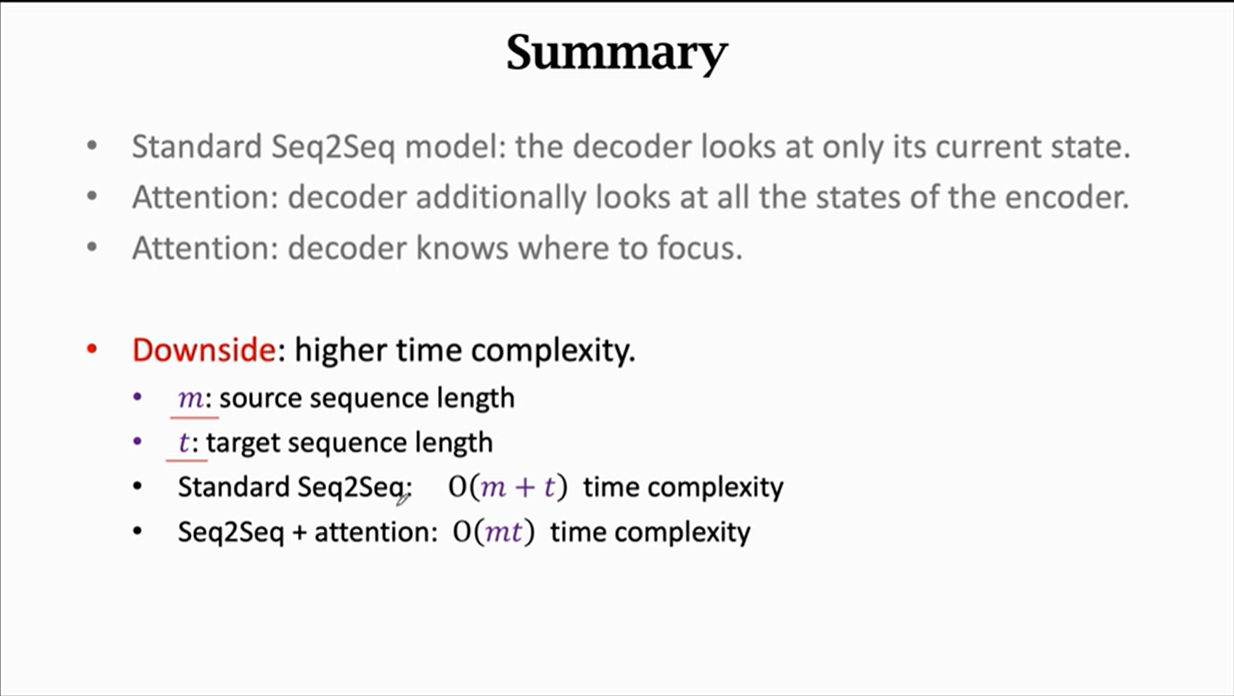 Summary
• Standard Seq2Seq model: the decoder looks at only its current state.
• Attention: decoder additionally looks at all the states of the encoder.
• Attention: decoder knows where to focus.
• Downside: higher time complexity.
• m: source sequence length
• t: target sequence length
• Standard Seq2Seq: O(m + t) time complexity
• Seq2Seq + attention: O(mt) time complexity